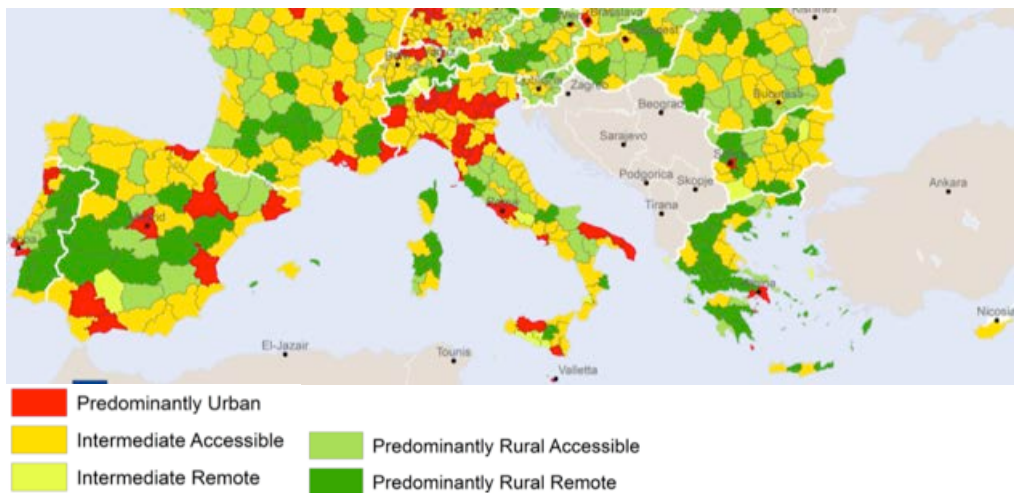 Kishinev
Bratislava
Budapest
Zagreb
Beograd
Bucuresti
Sarajevo
Podgorica
Skopje
Tirana
Ankara
Madrid
El-Jazair
Tounis
Valletta
Nicosia
Predominantly Urban
Intermediate Accessible
Predominantly Rural Accessible
Intermediate Remote
Predominantly Rural Remote